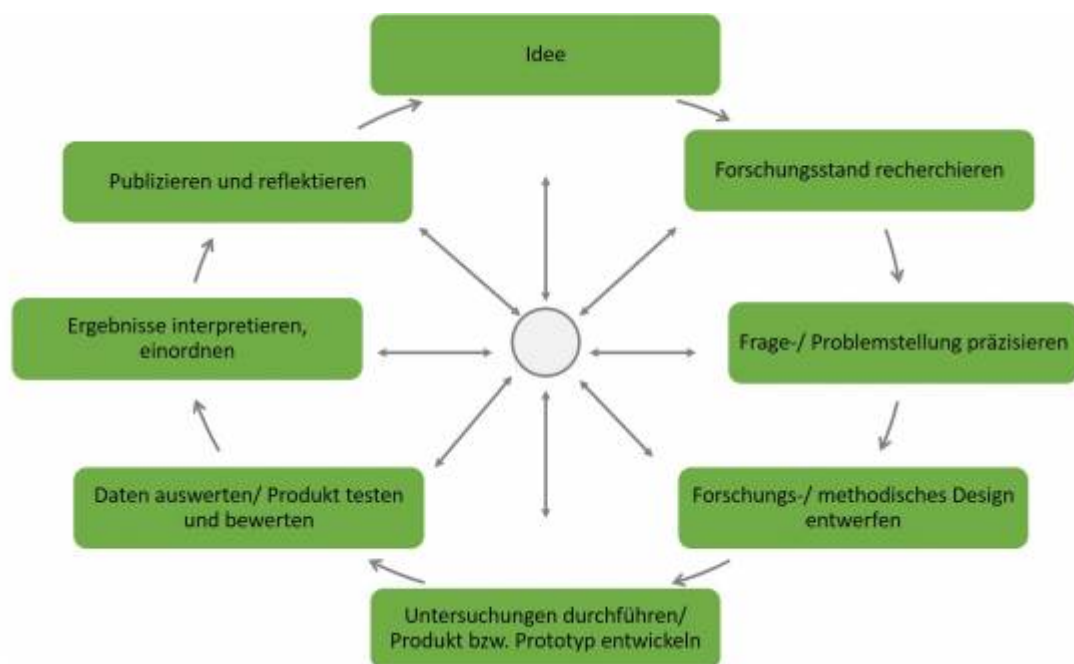 Idee
Forschungsstand recherchieren
Frage-/ Problemstellung präzisieren
Forschungs-/ methodisches Design
entwerfen
Untersuchungen durchführen/
Produkt bzw. Prototyp entwickeln
Daten auswerten/ Produkt testen
und bewerten
Ergebnisse interpretieren,
einordnen
Publizieren und reflektieren